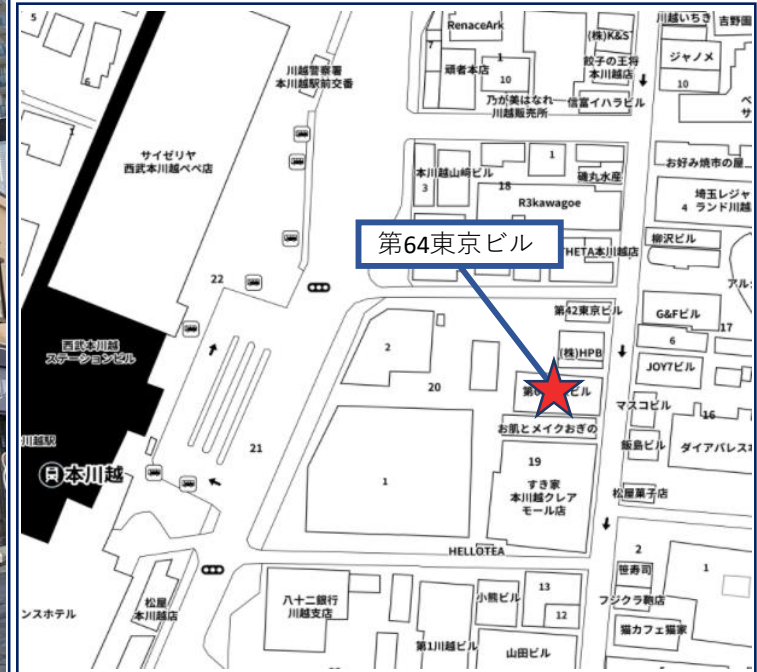 5
6
サイゼリヤ
西武本川越ペペ店
川越警察署
本川越駅前交番
RenaceArk
7
頑者本店
1
10
乃が美はなれ
川越販売所
(株)K&S
餃子の王将
本川越店
信富イハラビル
川越いちき
吉野園
ジャノメ
10
本川越山崎ビル
3
18
1
磯丸水産
R3kawagoe
THETA本川越店
お好み焼市の屋
埼玉レジャ
4 ランド川越
柳沢ビル
第64東京ビル
22
第42東京ビル
(株)HPB
G&Fビル
6
17
JOY7ビル
西武本川越
ステーションビル
2
20
21
1
ビル
お肌とメイクおぎの
19
すき家
本川越クレア
モール店
マスコビル
16
飯島ビル
ダイアパレス
松屋菓子店
川越駅
本川越
HELLOTEA
2
笹寿司
1
フジクラ鞄店
猫カフェ猫家
ンスホテル
松屋
本川越店
八十二銀行
川越支店
小熊ビル
13
12
第1川越ビル
山田ビル